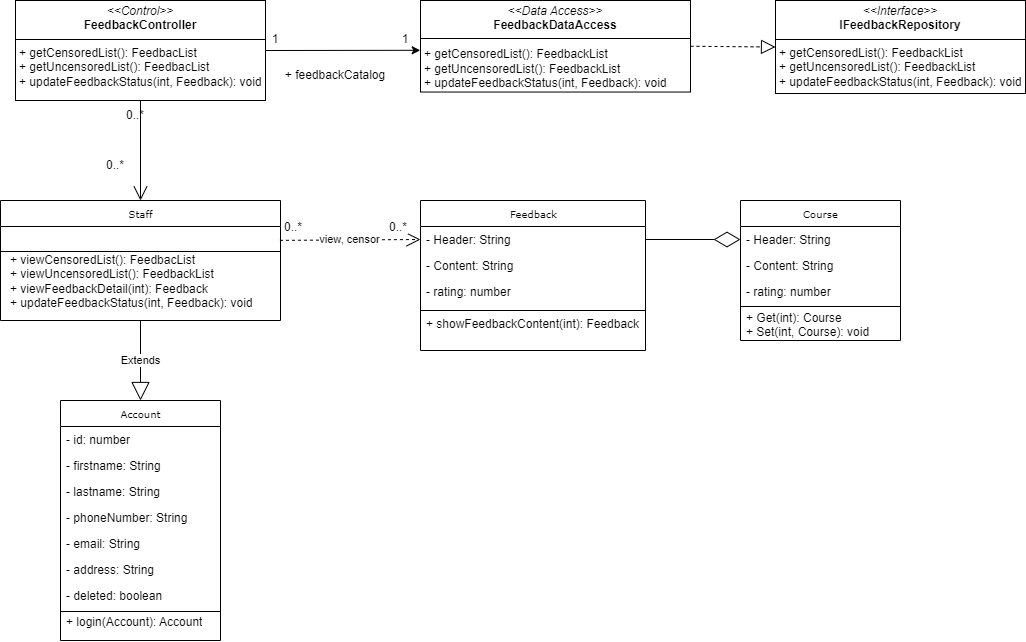 <<Control>>
FeedbackController
+ getCensoredList(): FeedbacList
+ getUncensoredList(): FeedbacList
+ updateFeedbackStatus(int, Feedback): void
1
1
+ feedbackCatalog
<<Data Access>>
FeedbackDataAccess
+ getCensoredList(): FeedbackList
+ getUncensoredList(): FeedbackList
+ updateFeedbackStatus(int, Feedback): void
<<Interface>>
IFeedbackRepository
+ getCensoredList(): FeedbackList
+ getUncensoredList(): FeedbackList
+ updateFeedbackStatus(int, Feedback): void
0..*
0..*
Staff
+ viewCensoredList(): FeedbacList
+ viewUncensoredList(): FeedbackList
+ viewFeedbackDetail(int): Feedback
+ updateFeedbackStatus(int, Feedback): void
0..*
0..*
view, censor
Feedback
- Header: String
- Content: String
- rating: number
+ showFeedbackContent(int): Feedback
Course
- Header: String
- Content: String
- rating: number
+ Get(int): Course
+ Set(int, Course): void
Extends
Account
- id: number
- firstname: String
- lastname: String
- phoneNumber: String
- email: String
- address: String
- deleted: boolean
+ login(Account): Account